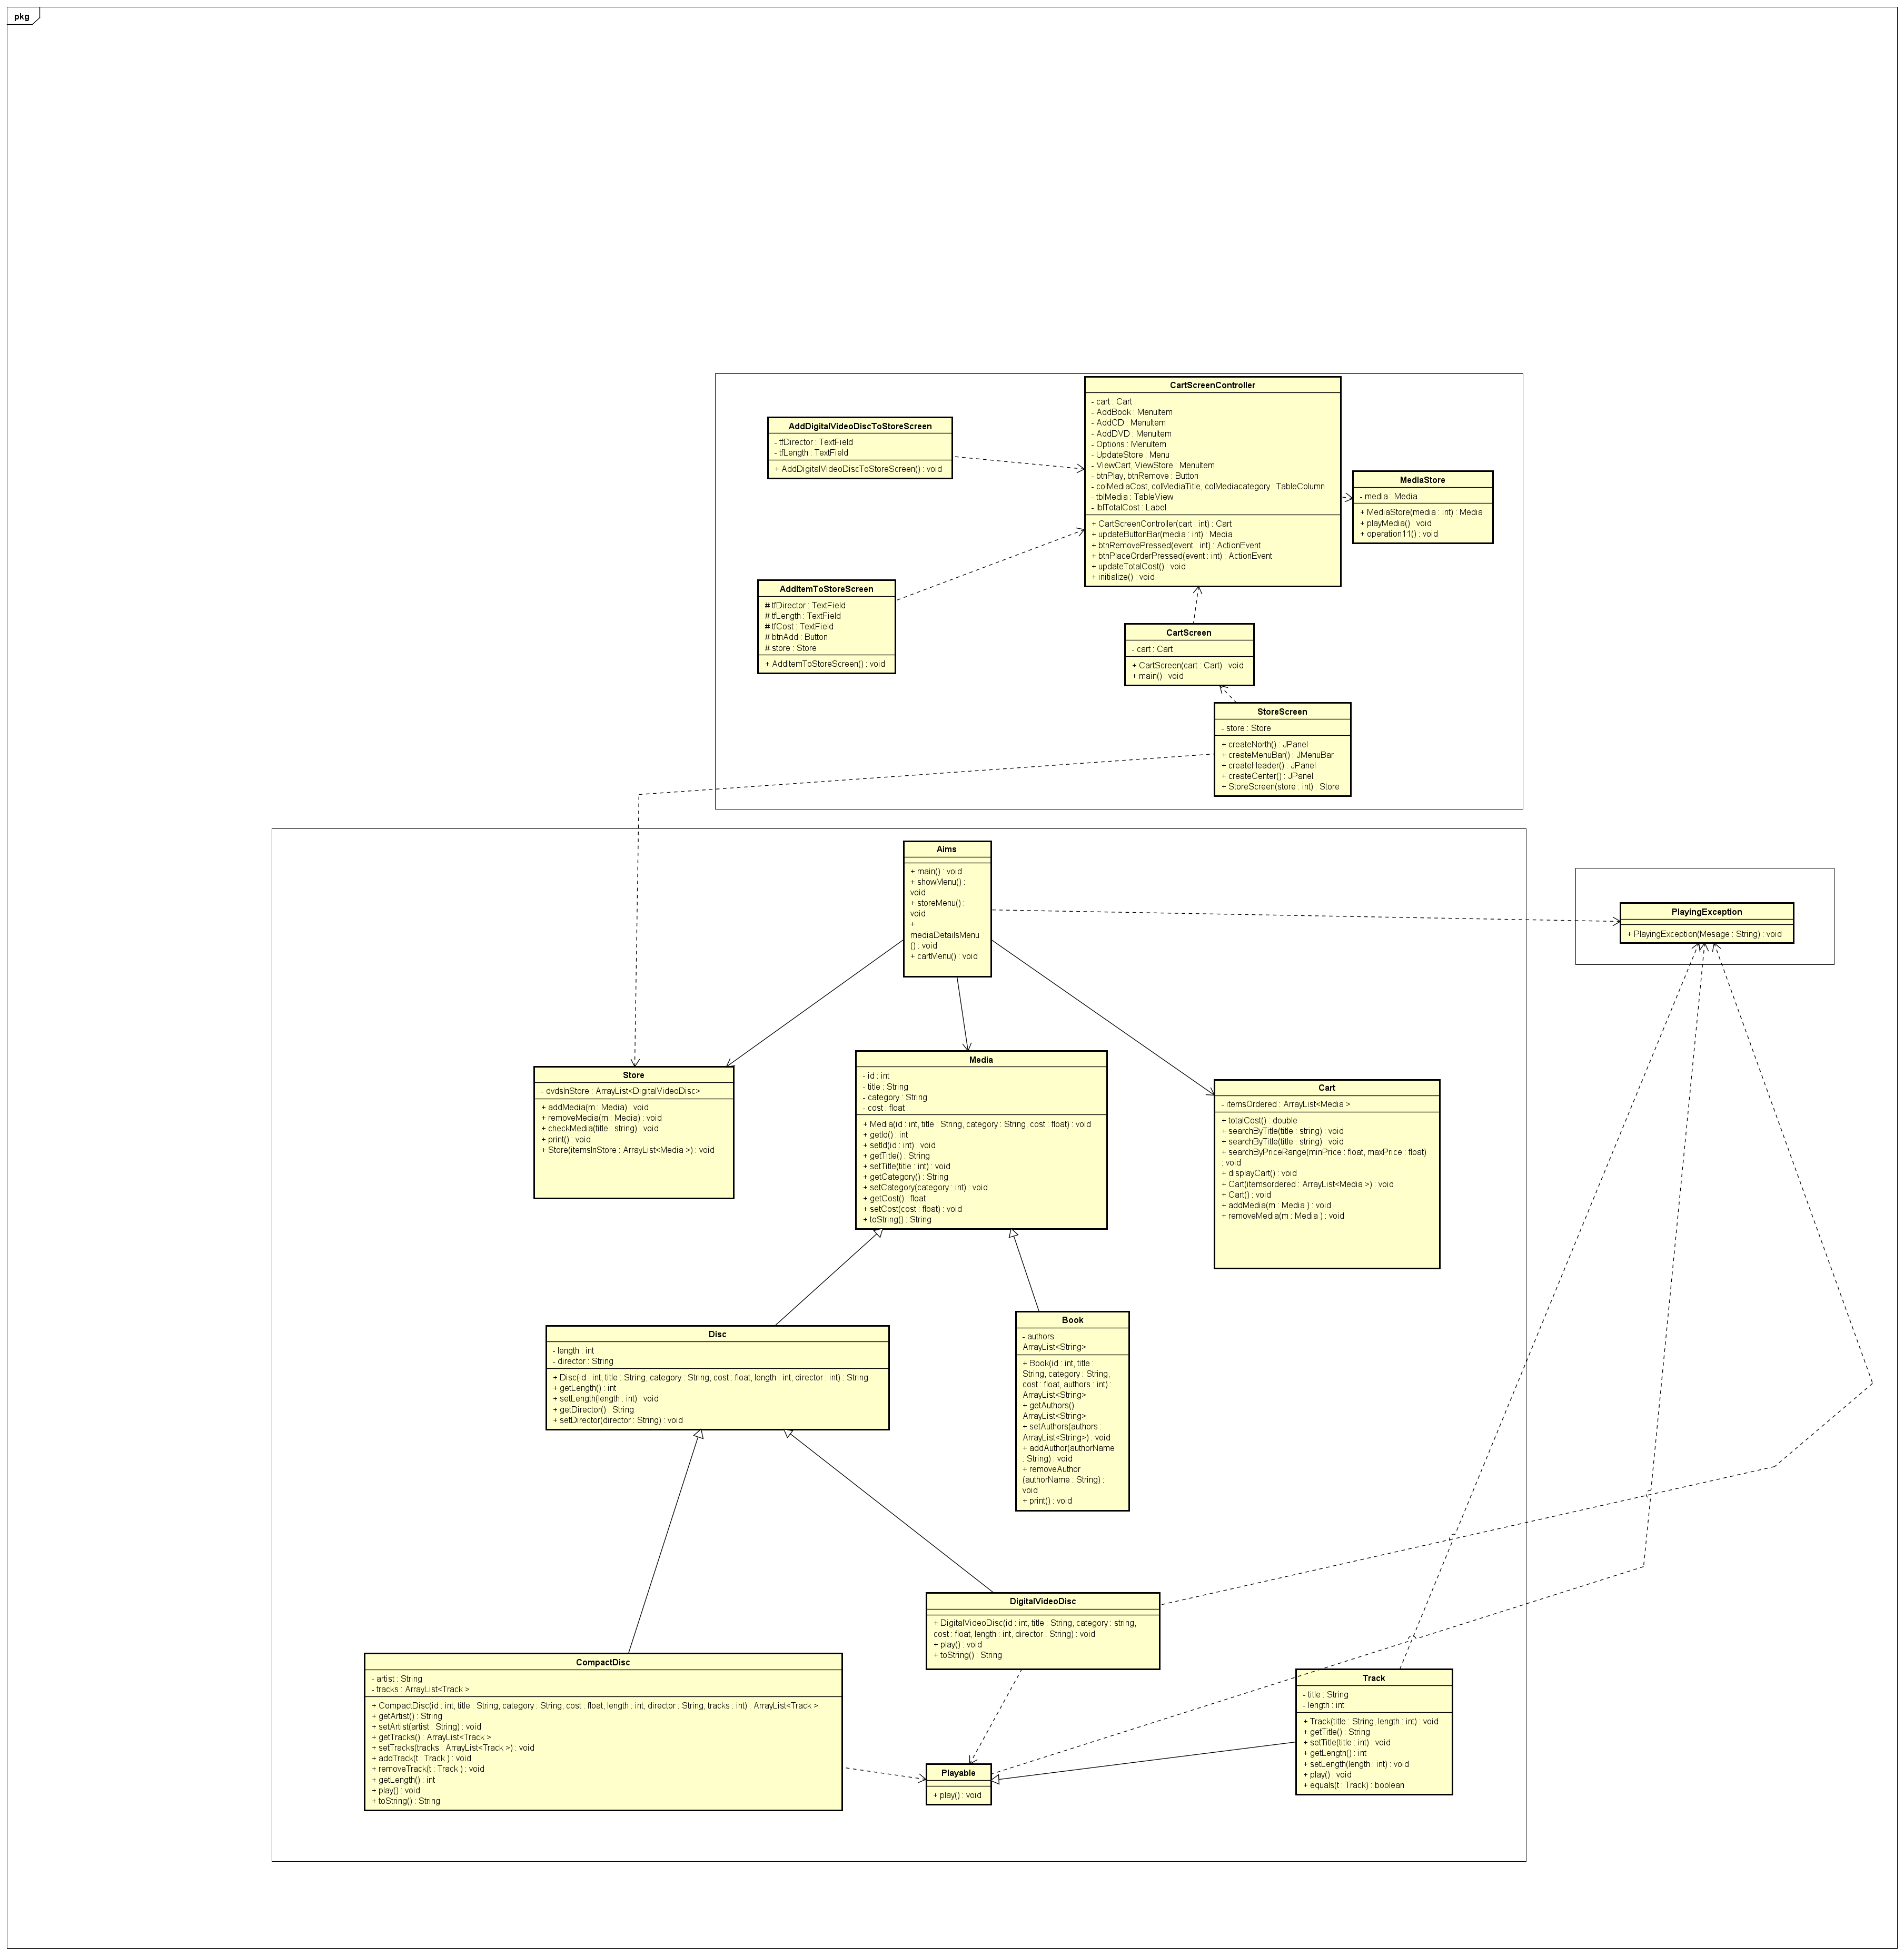 pkg
CartScreenController
- cart : Cart
- AddBook : MenuItem
- AddCD : MenuItem
- AddDVD : MenuItem
- Options : MenuItem
- UpdateStore : Menu
- ViewCart, ViewStore : MenuItem
- btnPlay, btnRemove : Button
- colMediaCost, colMediaTitle, colMediacategory : TableColumn
- tblMedia : TableView
- lblTotalCost : Label
+ CartScreenController(cart : int) : Cart
+ updateButtonBar(media : int) : Media
+ btnRemovePressed(event : int) : ActionEvent
+ btnPlaceOrderPressed(event : int) : ActionEvent
+ updateTotalCost() : void
+ initialize() : void
AddDigitalVideoDiscToStoreScreen
- tfDirector : TextField
- tfLength : TextField
+ AddDigitalVideoDiscToStoreScreen() : void
MediaStore
- media : Media
+ MediaStore(media : int) : Media
+ playMedia() : void
+ operation11() : void
AddItemToStoreScreen
# tfDirector : TextField
# tfLength : TextField
# tfCost : TextField
# btnAdd : Button
# store : Store
+ AddItemToStoreScreen() : void
CartScreen
- cart : Cart
+ CartScreen(cart : Cart) : void
+ main() : void
StoreScreen
- store : Store
+ createNorth() : JPanel
+ createMenuBar() : JMenuBar
+ createHeader() : JPanel
+ createCenter() : JPanel
+ StoreScreen(store : int) : Store
Aims
+ main() : void
+ showMenu() :
void
+ storeMenu() :
void
+
mediaDetailsMenu
() : void
+ cartMenu() : void
PlayingException
+ PlayingException(Mesage : String) : void
Store
- dvdsInStore : ArrayList<DigitalVideoDisc>
+ addMedia(m : Media) : void
+ removeMedia(m : Media) : void
+ checkMedia(title : string) : void
+ print() : void
+ Store(itemsInStore : ArrayList<Media >) : void
Media
- id : int
- title : String
- category : String
- cost : float
+ Media(id : int, title : String, category : String, cost : float) : void
+ getId() : int
+ setId(id : int) : void
+ getTitle() : String
+ setTitle(title : int) : void
+ getCategory() : String
+ setCategory(category : int) : void
+ getCost() : float
+ setCost(cost : float) : void
+ toString() : String
Cart
- itemsOrdered : ArrayList<Media >
+ totalCost() : double
+ searchByTitle(title : string) : void
+ searchByTitle(title : string) : void
+ searchByPriceRange(minPrice : float, maxPrice : float)
: void
+ displayCart() : void
+ Cart(itemsordered : ArrayList<Media >) : void
+ Cart() : void
+ addMedia(m : Media ) : void
+ removeMedia(m : Media ) : void
Disc
- length : int
- director : String
+ Disc(id : int, title : String, category : String, cost : float, length : int, director : int) : String
+ getLength() : int
+ setLength(length : int) : void
+ getDirector() : String
+ setDirector(director : String) : void
Book
- authors :
ArrayList<String>
+ Book(id : int, title :
String, category : String,
cost : float, authors : int) :
ArrayList<String>
+ getAuthors() :
ArrayList<String>
+ setAuthors(authors :
ArrayList<String>) : void
+ addAuthor(authorName
: String) : void
+ removeAuthor
(authorName : String) :
void
+ print() : void
DigitalVideoDisc
+ DigitalVideoDisc(id : int, title : String, category : string,
cost : float, length : int, director : String) : void
+ play() : void
+ toString() : String
CompactDisc
- artist : String
- tracks : ArrayList<Track >
+ CompactDisc(id : int, title : String, category : String, cost : float, length : int, director : String, tracks : int) : ArrayList<Track >
+ getArtist() : String
+ setArtist(artist : String) : void
+ getTracks() : ArrayList<Track >
+ setTracks(tracks : ArrayList<Track >) : void
+ addTrack(t : Track ) : void
+ removeTrack(t : Track ) : void
+ getLength() : int
+ play() : void
+ toString() : String
Playable
+ play() : void
Track
- title : String
- length : int
+ Track(title : String, length : int) : void
+ getTitle() : String
+ setTitle(title : int) : void
+ getLength() : int
+ setLength(length : int) : void
+ play() : void
+ equals(t : Track) : boolean